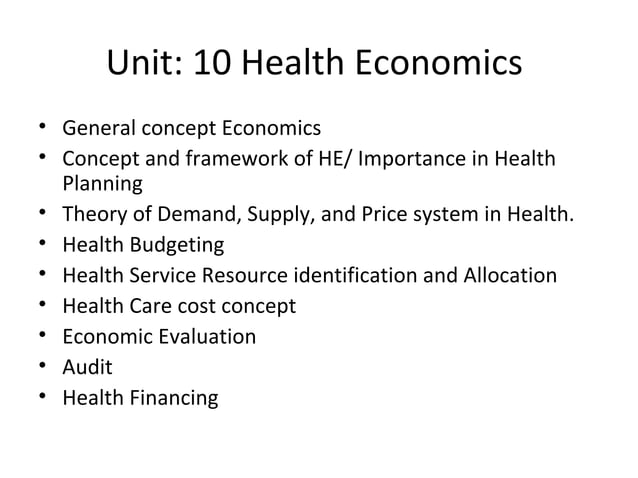 Unit: 10 Health Economics
• General concept Economics
• Concept and framework of HE/ Importance in Health
Planning
• Theory of Demand, Supply, and Price system in Health.
• Health Budgeting
• Health Service Resource identification and Allocation
• Health Care cost concept
• Economic Evaluation
• Audit
• Health Financing